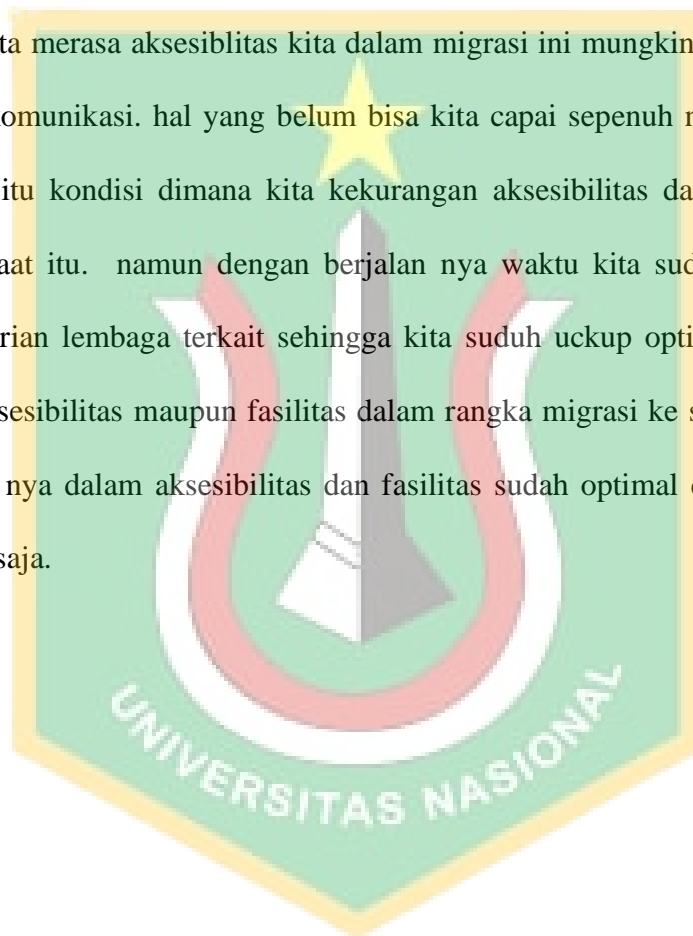 ta merasa aksesiblitas kita dalam migrasi ini mungkin
omunikasi. hal yang belum bisa kita capai sepenuh
itu kondisi dimana kita kekurangan aksesibilitas da
aat itu. namun dengan berjalan nya waktu kita sud
rian lembaga terkait sehingga kita suduh uckup opti
sesibilitas maupun fasilitas dalam rangka migrasi ke s
nya dalam aksesibilitas dan fasilitas sudah optimal
saja.
UNIVERSITAS NASIONAL